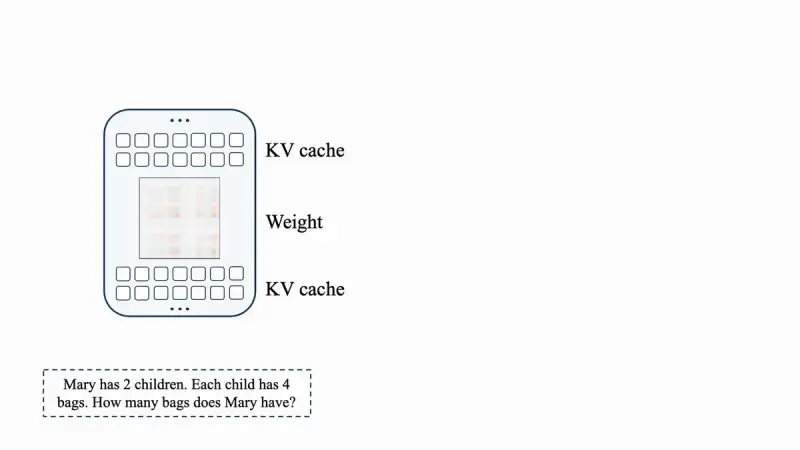 KV cache
Weight
KV cache
Mary has 2 children. Each child has 4
bags. How many bags does Mary have?